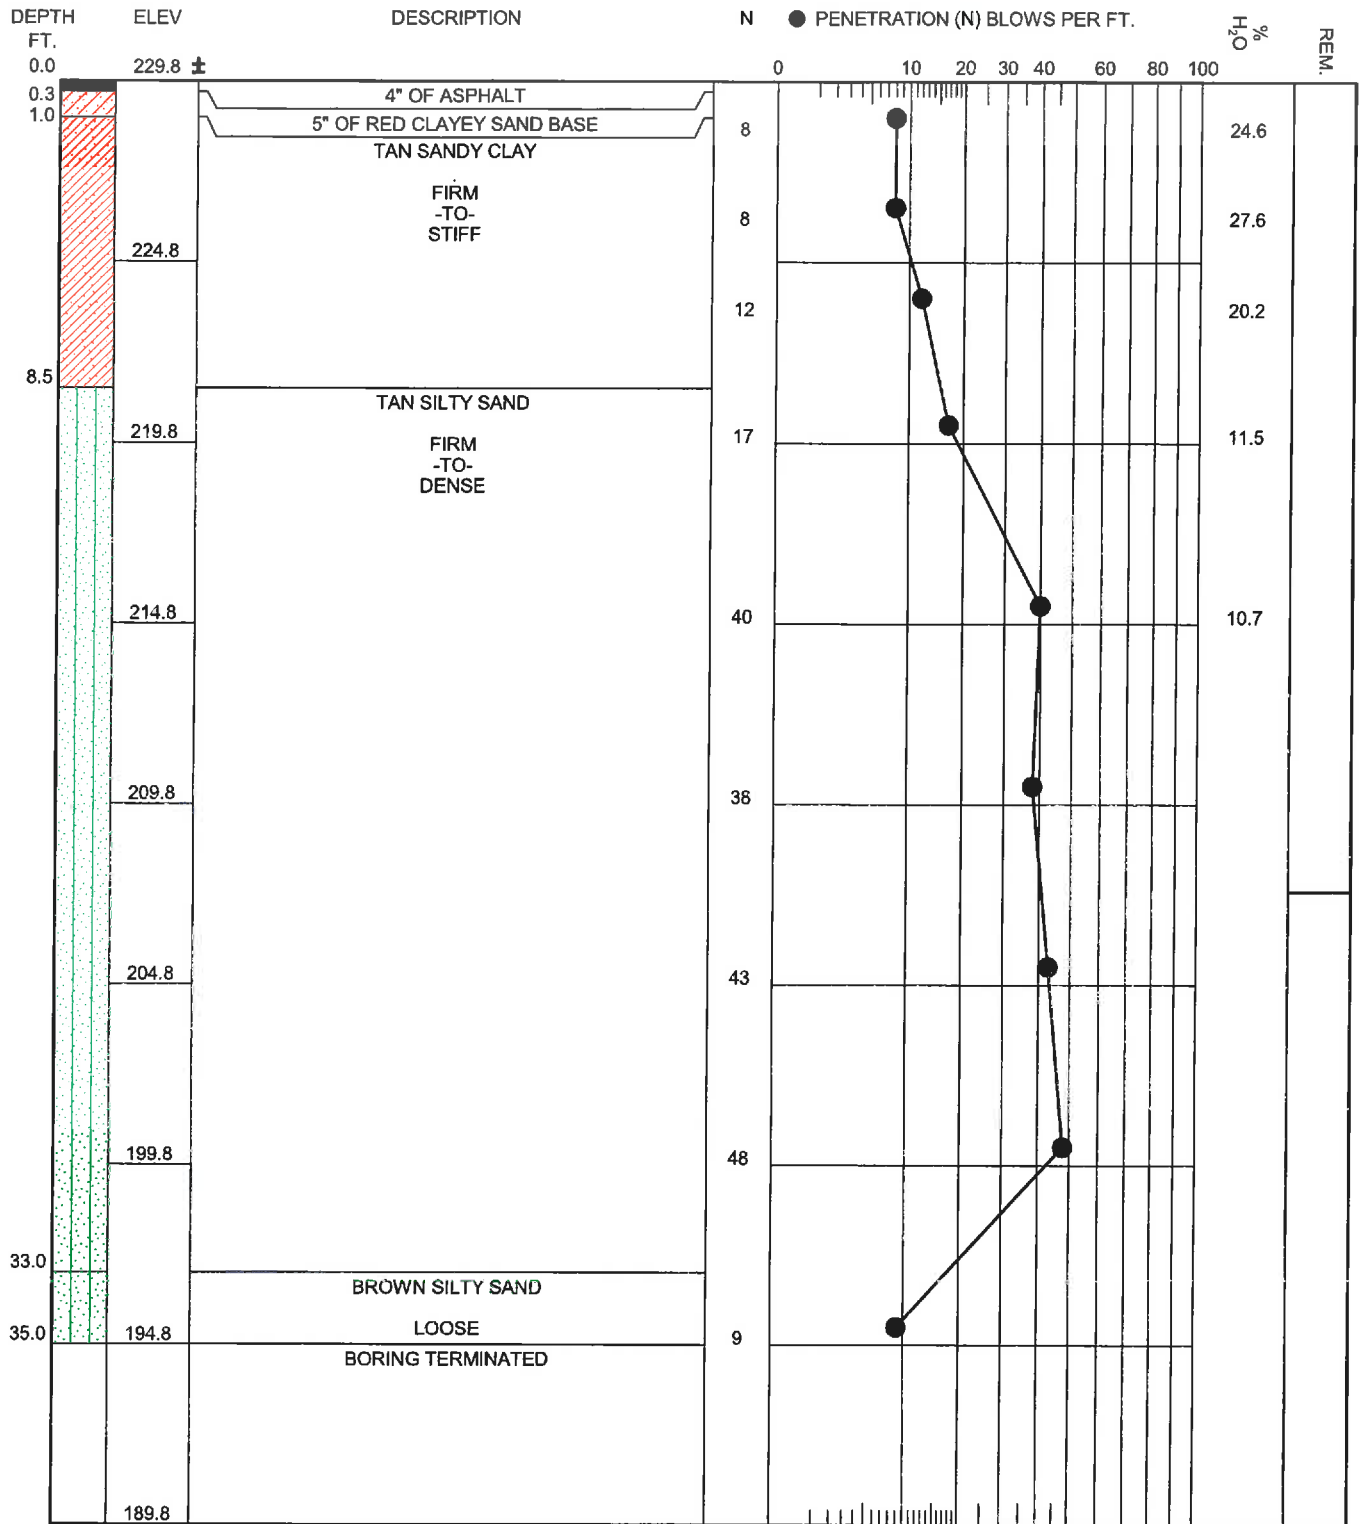 DEPTH ELEV DESCRIPTION N PENETRATION (N) BLOWS PER FT. % H₂O REM.
FT.
0.0 229.8 ± 0 10 20 30 40 60 80 100
0.3 4" OF ASPHALT
1.0 5" OF RED CLAYEY SAND BASE 8 24.6
TAN SANDY CLAY
FIRM
-TO- 8 27.6
STIFF
224.8
12 20.2
8.5
TAN SILTY SAND
219.8 FIRM 17 11.5
-TO-
DENSE
214.8 40 10.7
209.8 38
204.8 43
199.8 48
33.0
BROWN SILTY SAND
35.0 194.8 LOOSE 9
BORING TERMINATED
189.8